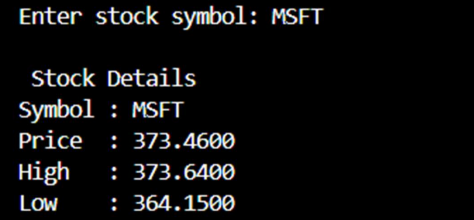 Enter stock symbol: MSFT
Stock Details
Symbol : MSFT
Price : 373.4600
High : 373.6400
Low : 364.1500